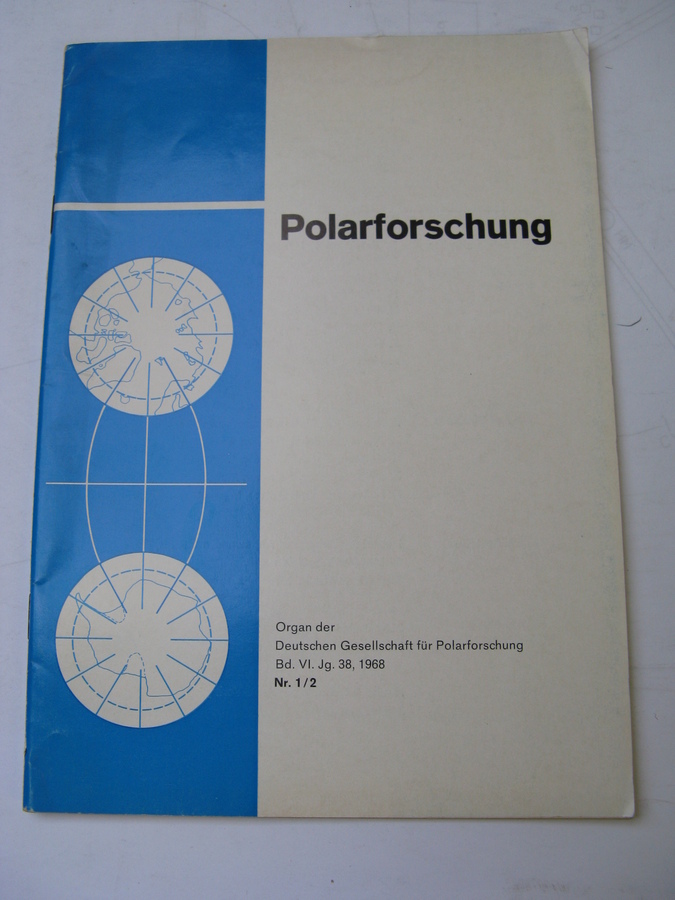 Polarforschung
Organ der
Deutschen Gesellschaft für Polarforschung
Bd. VI. Jg. 38, 1968
Nr. 1/2